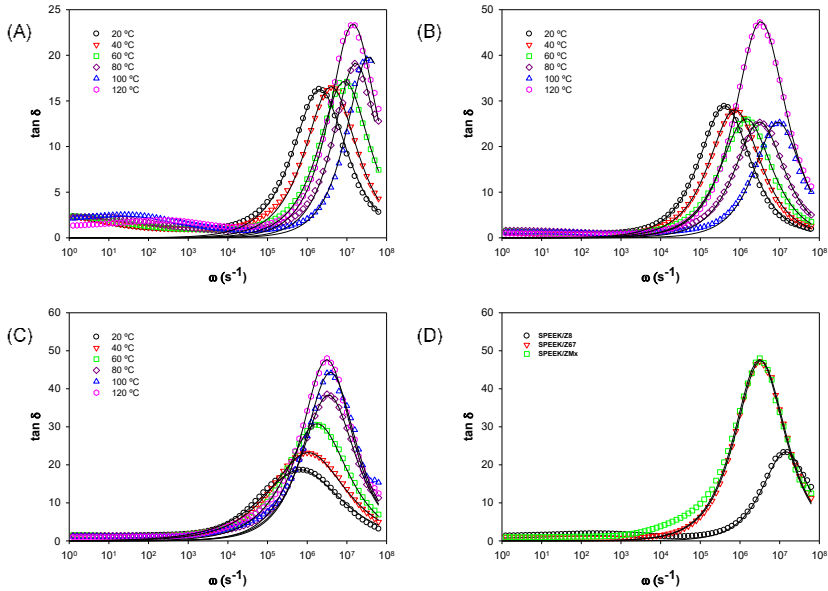 (A)
25
20
15
10
5
0
tan δ
20 ºC
40 ºC
60 ºC
80 ºC
100 ºC
120 ºC
10⁰ 10¹ 10² 10³ 10⁴ 10⁵ 10⁶ 10⁷ 10⁸
ω (s⁻¹)
(B)
50
40
30
20
10
0
tan δ
20 ºC
40 ºC
60 ºC
80 ºC
100 ºC
120 ºC
10⁰ 10¹ 10² 10³ 10⁴ 10⁵ 10⁶ 10⁷ 10⁸
ω (s⁻¹)
(C)
60
50
40
30
20
10
0
tan δ
20 ºC
40 ºC
60 ºC
80 ºC
100 ºC
120 ºC
10⁰ 10¹ 10² 10³ 10⁴ 10⁵ 10⁶ 10⁷ 10⁸
ω (s⁻¹)
(D)
60
50
40
30
20
10
0
tan δ
SPEEK/Z8
SPEEK/Z67
SPEEK/ZMx
10⁰ 10¹ 10² 10³ 10⁴ 10⁵ 10⁶ 10⁷ 10⁸
ω (s⁻¹)